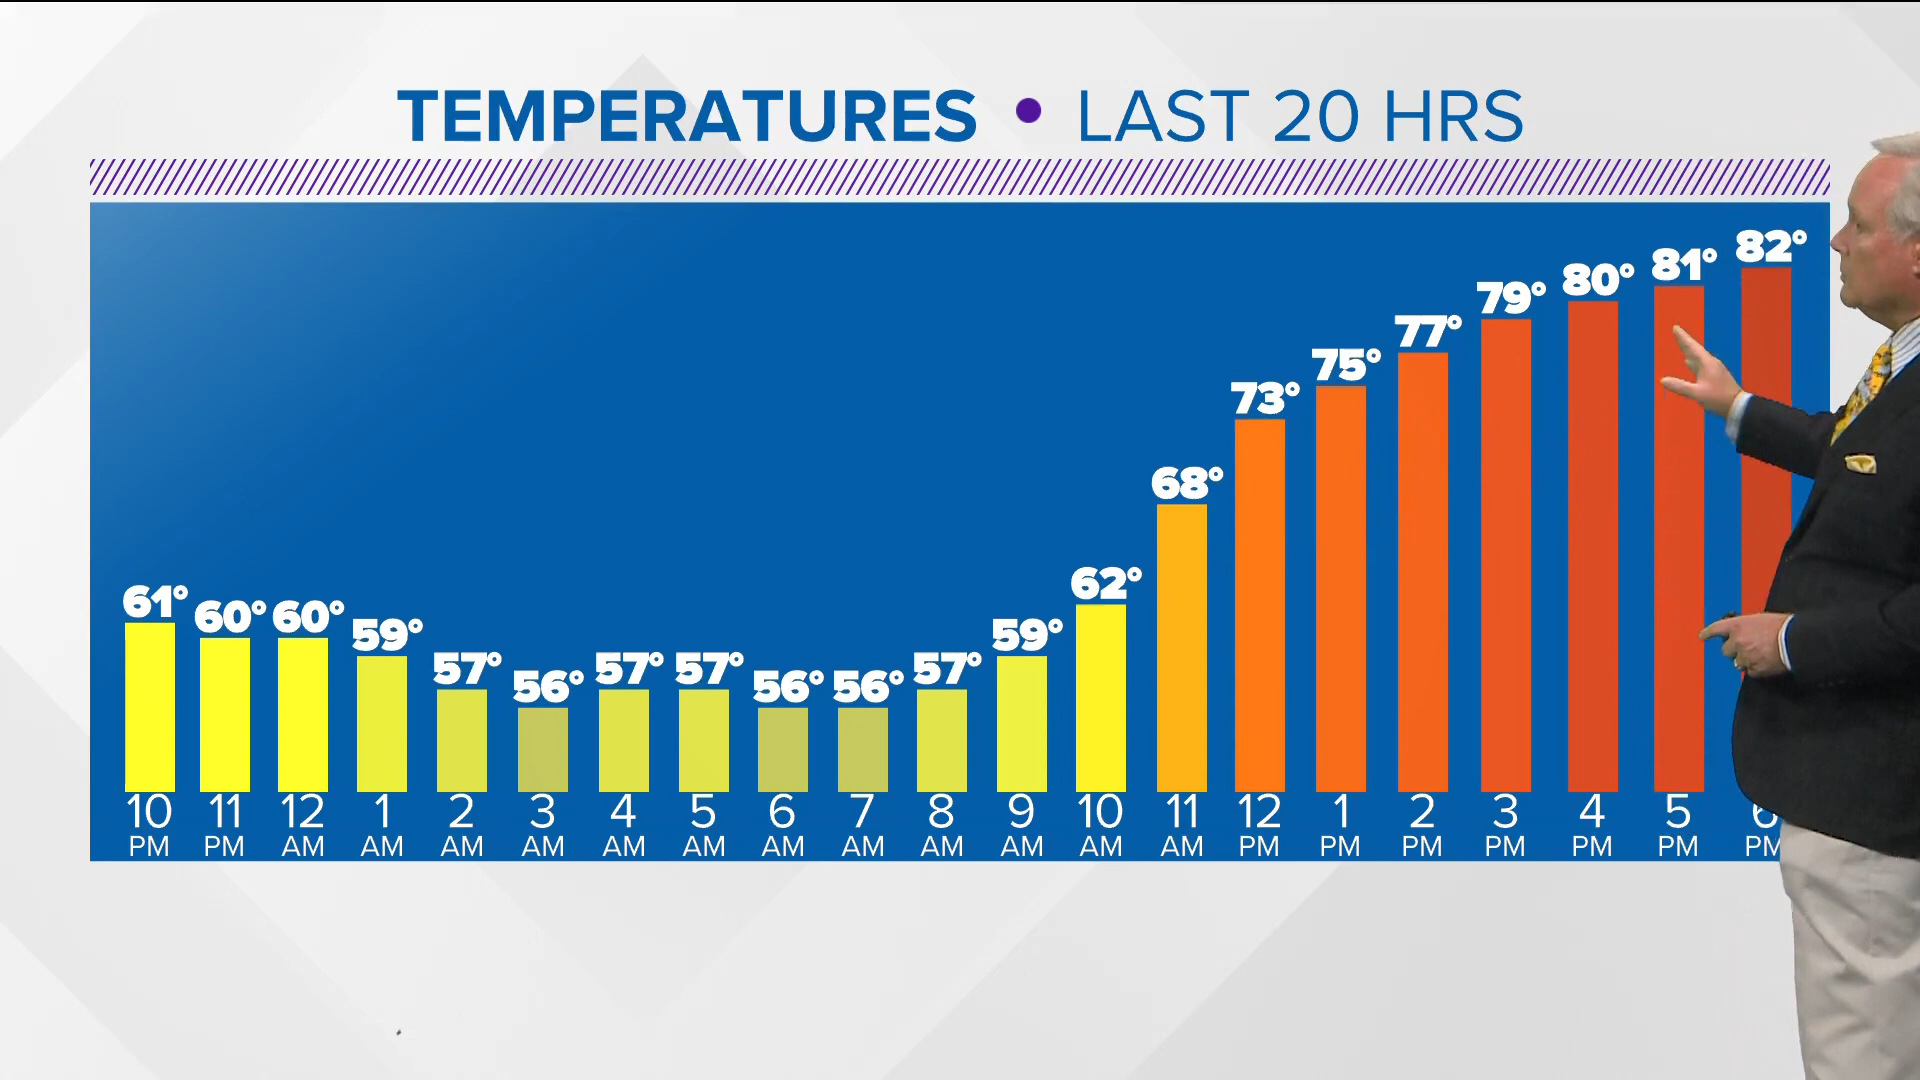 TEMPERATURES • LAST 20 HRS
61° 60° 60° 59° 57° 56° 57° 57° 56° 56° 57° 59° 62° 68° 73° 75° 77° 79° 80° 81° 82°
10 11 12 1 2 3 4 5 6 7 8 9 10 11 12 1 2 3 4 5 6
PM PM AM AM AM AM AM AM AM AM AM AM AM AM PM PM PM PM PM PM PM